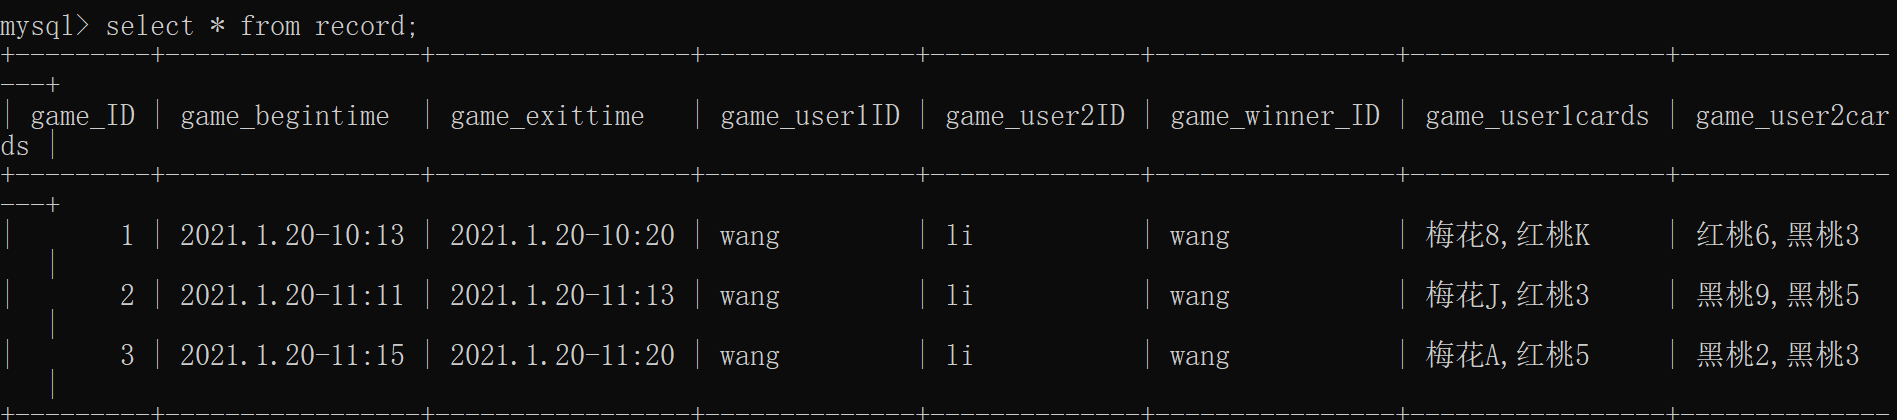 mysql> select * from record;
+---------+-----------------+-----------------+--------------+--------------+----------------+-----------------+--------------
---+
| game_ID | game_begintime  | game_exittime   | game_user1ID | game_user2ID | game_winner_ID | game_user1cards | game_user2car
ds |
+---------+-----------------+-----------------+--------------+--------------+----------------+-----------------+--------------
---+
|       1 | 2021.1.20-10:13 | 2021.1.20-10:20 | wang         | li           | wang           | 梅花8,红桃K     | 红桃6,黑桃3
   |
|       2 | 2021.1.20-11:11 | 2021.1.20-11:13 | wang         | li           | wang           | 梅花J,红桃3     | 黑桃9,黑桃5
   |
|       3 | 2021.1.20-11:15 | 2021.1.20-11:20 | wang         | li           | wang           | 梅花A,红桃5     | 黑桃2,黑桃3
   |
+---------+-----------------+-----------------+--------------+--------------+----------------+-----------------+--------------